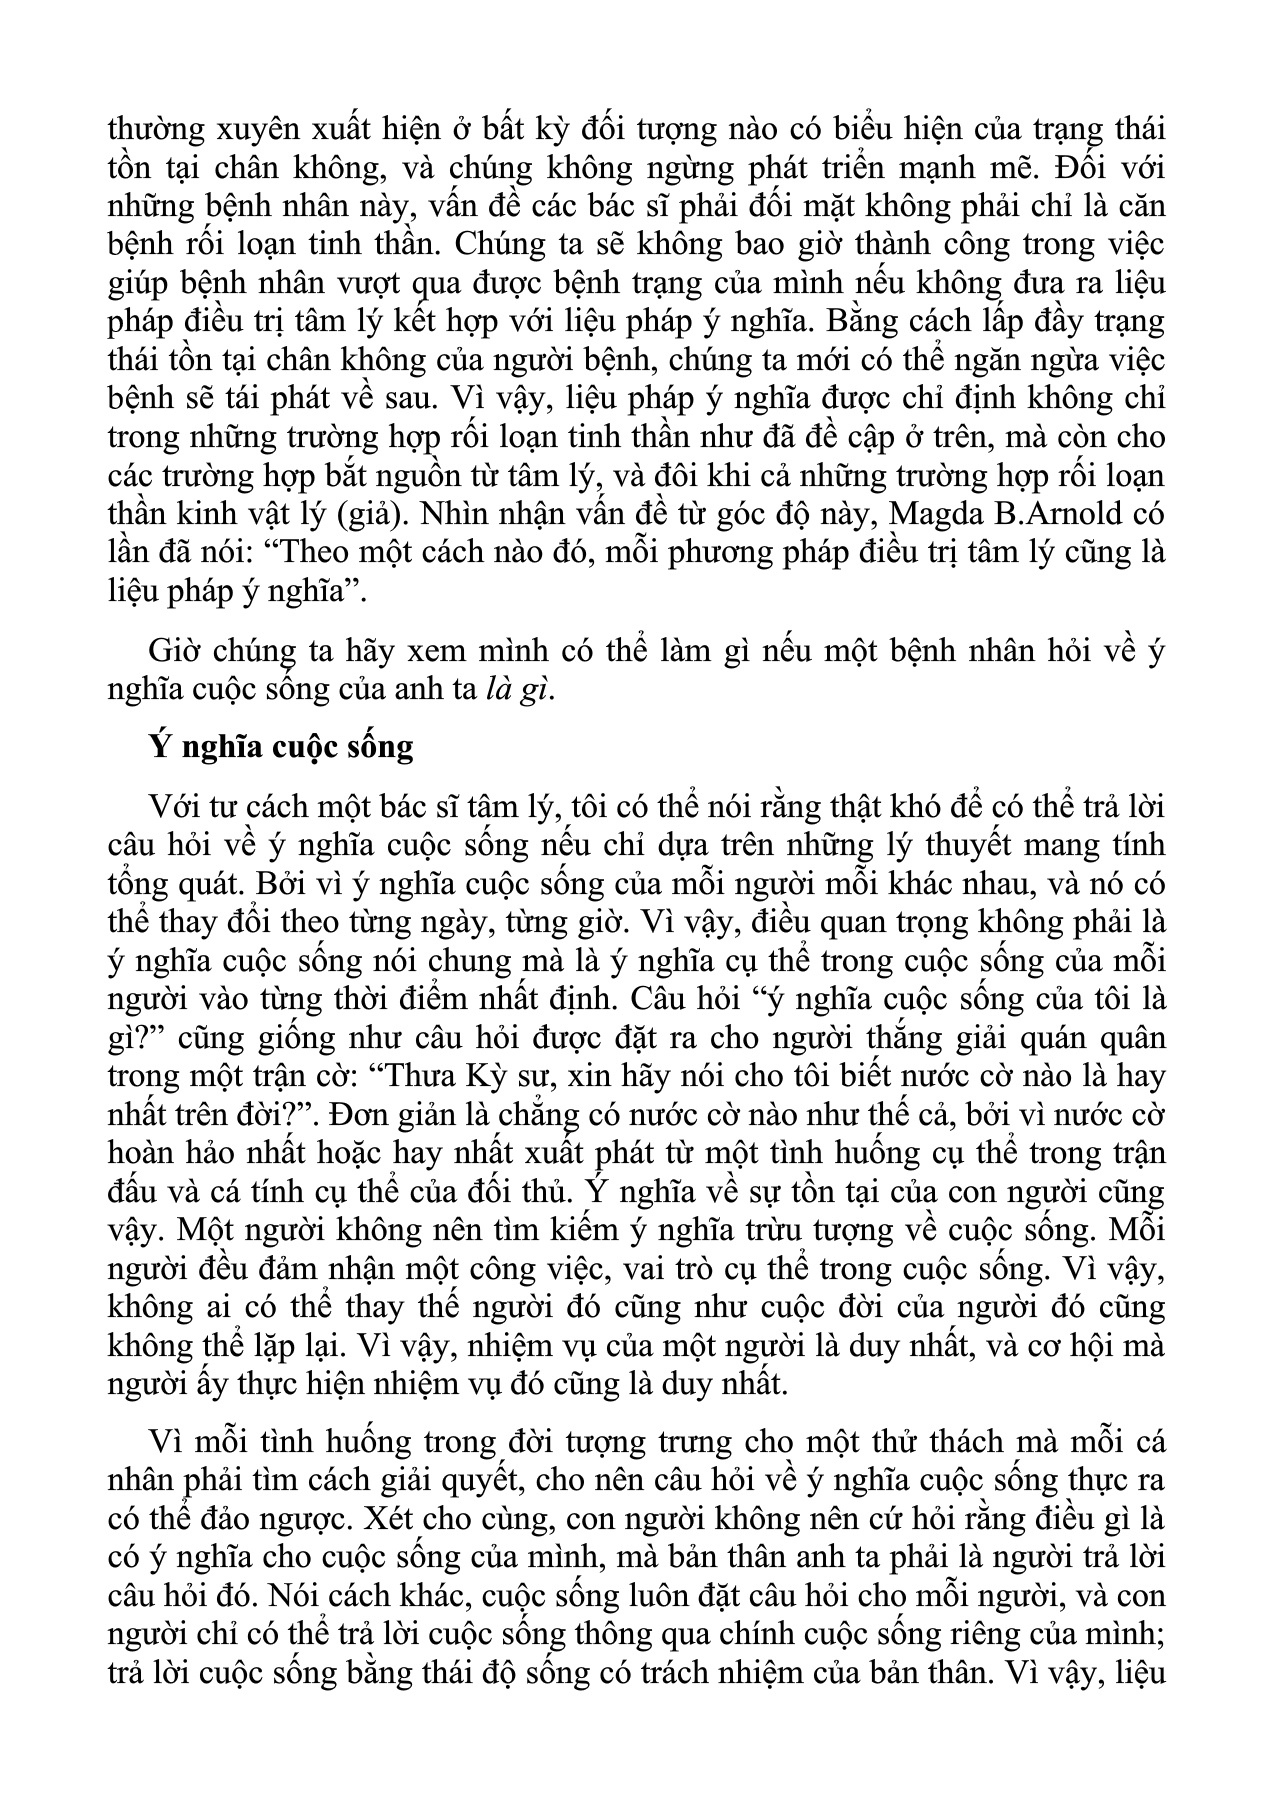 thường xuyên xuất hiện ở bất kỳ đối tượng nào có biểu hiện của trạng thái
tồn tại chân không, và chúng không ngừng phát triển mạnh mẽ. Đối với
những bệnh nhân này, vấn đề các bác sĩ phải đối mặt không phải chỉ là căn
bệnh rối loạn tinh thần. Chúng ta sẽ không bao giờ thành công trong việc
giúp bệnh nhân vượt qua được bệnh trạng của mình nếu không đưa ra liệu
pháp điều trị tâm lý kết hợp với liệu pháp ý nghĩa. Bằng cách lấp đầy trạng
thái tồn tại chân không của người bệnh, chúng ta mới có thể ngăn ngừa việc
bệnh sẽ tái phát về sau. Vì vậy, liệu pháp ý nghĩa được chỉ định không chỉ
trong những trường hợp rối loạn tinh thần như đã đề cập ở trên, mà còn cho
các trường hợp bắt nguồn từ tâm lý, và đôi khi cả những trường hợp rối loạn
thần kinh vật lý (giả). Nhìn nhận vấn đề từ góc độ này, Magda B.Arnold có
lần đã nói: “Theo một cách nào đó, mỗi phương pháp điều trị tâm lý cũng là
liệu pháp ý nghĩa”.
Giờ chúng ta hãy xem mình có thể làm gì nếu một bệnh nhân hỏi về ý
nghĩa cuộc sống của anh ta là gì.
Ý nghĩa cuộc sống
Với tư cách một bác sĩ tâm lý, tôi có thể nói rằng thật khó để có thể trả lời
câu hỏi về ý nghĩa cuộc sống nếu chỉ dựa trên những lý thuyết mang tính
tổng quát. Bởi vì ý nghĩa cuộc sống của mỗi người mỗi khác nhau, và nó có
thể thay đổi theo từng ngày, từng giờ. Vì vậy, điều quan trọng không phải là
ý nghĩa cuộc sống nói chung mà là ý nghĩa cụ thể trong cuộc sống của mỗi
người vào từng thời điểm nhất định. Câu hỏi “ý nghĩa cuộc sống của tôi là
gì?” cũng giống như câu hỏi được đặt ra cho người thắng giải quán quân
trong một trận cờ: “Thưa Kỳ sư, xin hãy nói cho tôi biết nước cờ nào là hay
nhất trên đời?”. Đơn giản là chẳng có nước cờ nào như thế cả, bởi vì nước cờ
hoàn hảo nhất hoặc hay nhất xuất phát từ một tình huống cụ thể trong trận
đấu và cá tính cụ thể của đối thủ. Ý nghĩa về sự tồn tại của con người cũng
vậy. Một người không nên tìm kiếm ý nghĩa trừu tượng về cuộc sống. Mỗi
người đều đảm nhận một công việc, vai trò cụ thể trong cuộc sống. Vì vậy,
không ai có thể thay thế người đó cũng như cuộc đời của người đó cũng
không thể lặp lại. Vì vậy, nhiệm vụ của một người là duy nhất, và cơ hội mà
người ấy thực hiện nhiệm vụ đó cũng là duy nhất.
Vì mỗi tình huống trong đời tượng trưng cho một thử thách mà mỗi cá
nhân phải tìm cách giải quyết, cho nên câu hỏi về ý nghĩa cuộc sống thực ra
có thể đảo ngược. Xét cho cùng, con người không nên cứ hỏi rằng điều gì là
có ý nghĩa cho cuộc sống của mình, mà bản thân anh ta phải là người trả lời
câu hỏi đó. Nói cách khác, cuộc sống luôn đặt câu hỏi cho mỗi người, và con
người chỉ có thể trả lời cuộc sống thông qua chính cuộc sống riêng của mình;
trả lời cuộc sống bằng thái độ sống có trách nhiệm của bản thân. Vì vậy, liệu